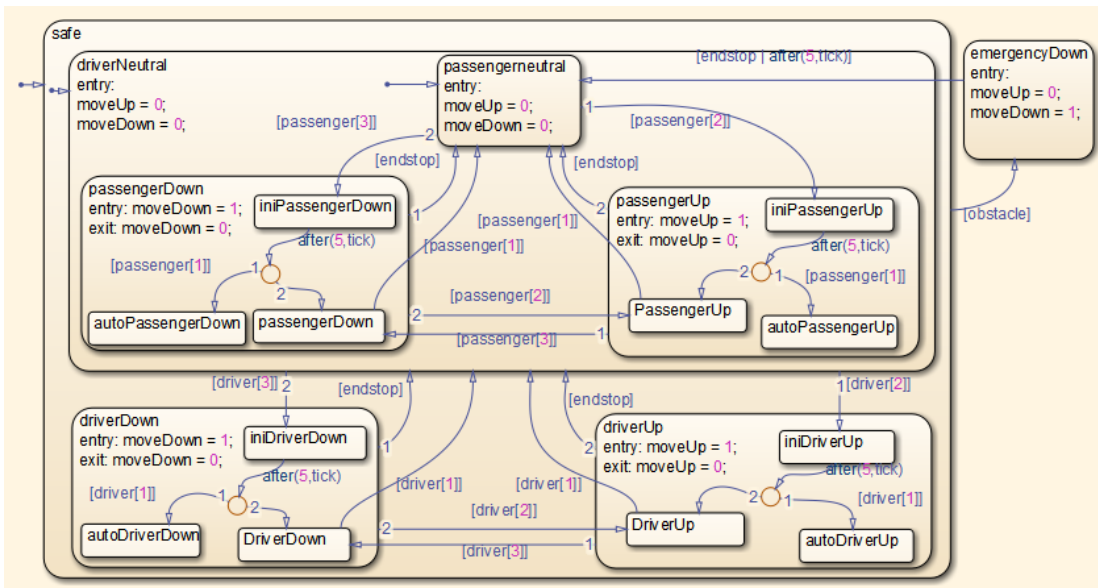 safe
driverNeutral
entry:
moveUp = 0;
moveDown = 0;
passengerneutral
entry:
moveUp = 0;
moveDown = 0;
[endstop | after(5,tick)]
emergencyDown
entry:
moveUp = 0;
moveDown = 1;
[passenger[3]]
2
1
[passenger[2]]
[endstop]
[endstop]
passengerDown
entry: moveDown = 1;
exit: moveDown = 0;
iniPassengerDown
after(5,tick)
[passenger[1]]
1
2
autoPassengerDown
passengerDown
1
[passenger[1]]
[passenger[1]]
2
passengerUp
entry: moveUp = 1;
exit: moveUp = 0;
iniPassengerUp
after(5,tick)
[passenger[1]]
2
1
PassengerUp
autoPassengerUp
[obstacle]
[passenger[2]]
2
1
[passenger[3]]
[driver[3]]
2
[endstop]
[endstop]
1
[driver[2]]
driverDown
entry: moveDown = 1;
exit: moveDown = 0;
iniDriverDown
after(5,tick)
[driver[1]]
1
2
autoDriverDown
DriverDown
1
[driver[1]]
[driver[1]]
2
driverUp
entry: moveUp = 1;
exit: moveUp = 0;
iniDriverUp
after(5,tick)
[driver[1]]
2
1
DriverUp
autoDriverUp
[driver[2]]
2
1
[driver[3]]